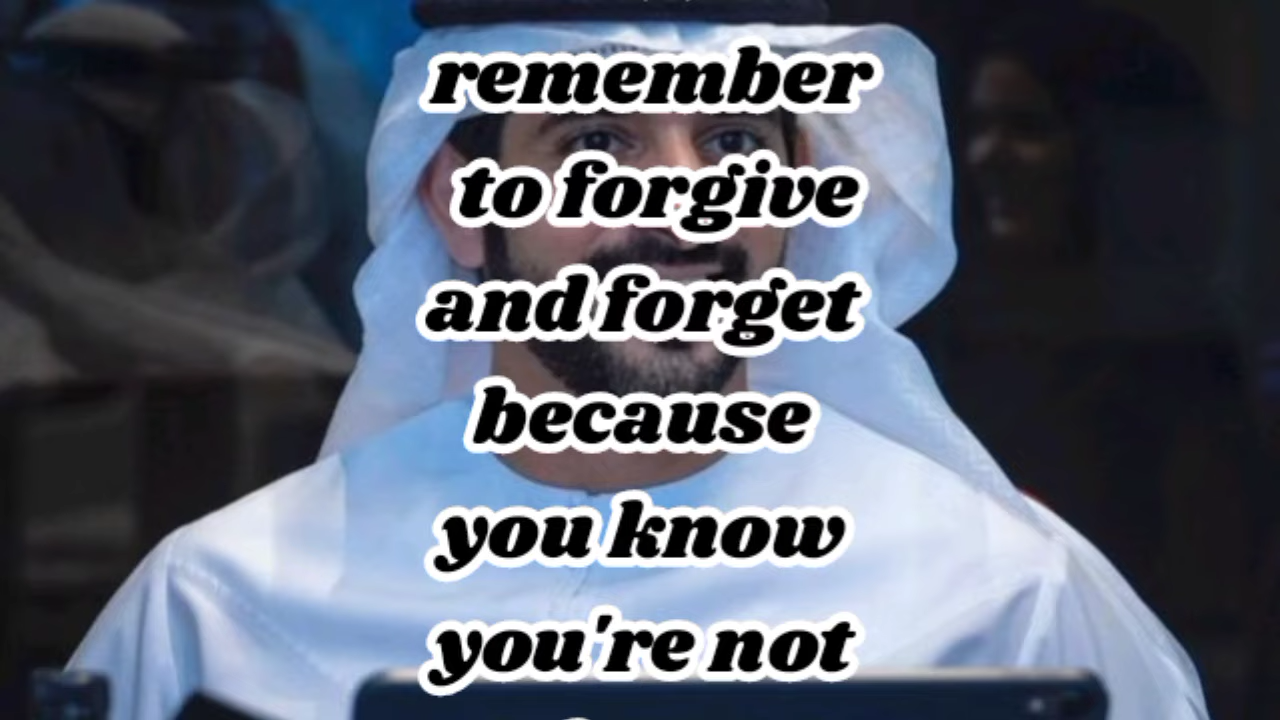 remember
to forgive
and forget
because
you know
you're not